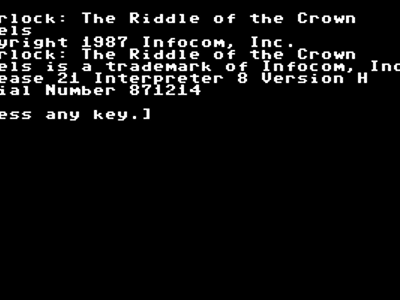 rlock: The Riddle of the Crown
els
yright 1987 Infocom, Inc.
rlock: The Riddle of the Crown
els is a trademark of Infocom, Inc
ease 21 Interpreter 8 Version H
ial Number 871214
ess any key.]